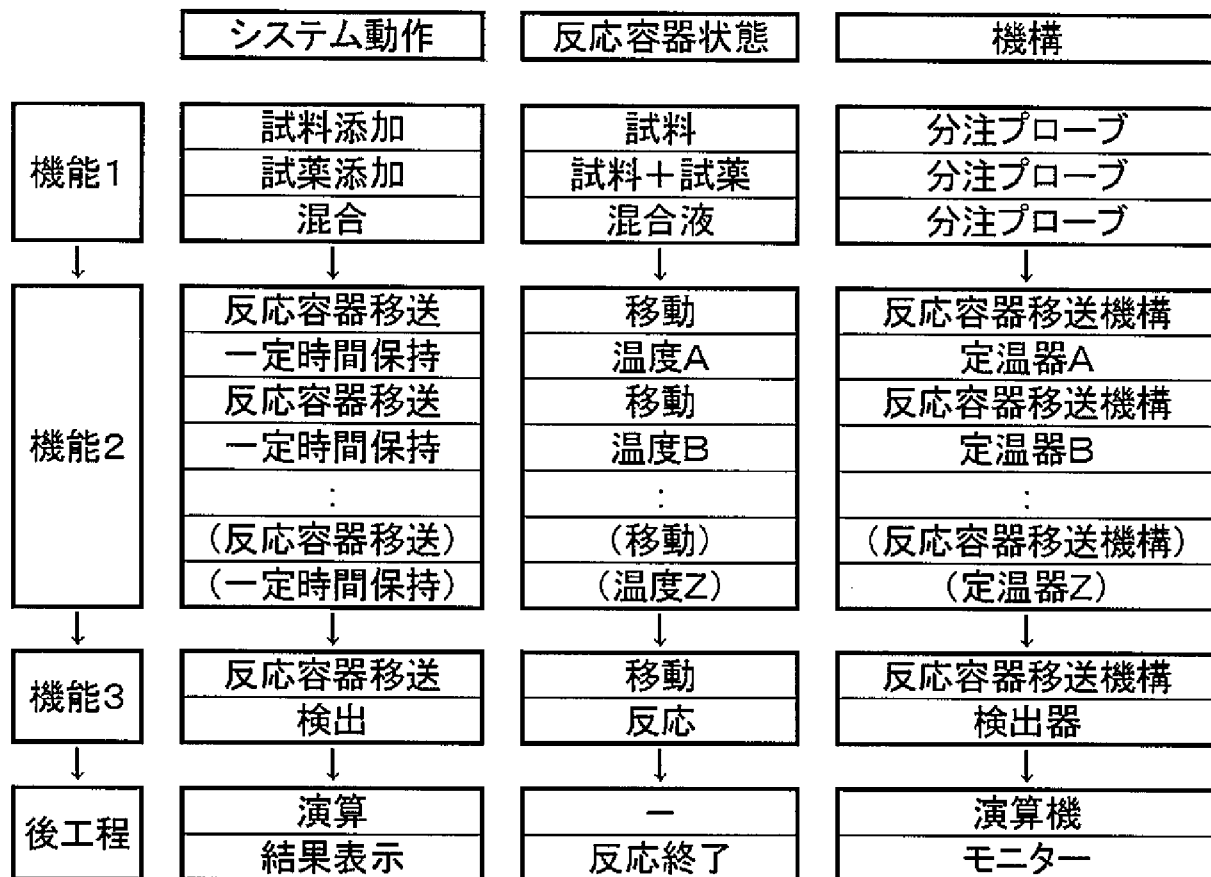 システム動作 反応容器状態 機構
機能1
試料添加 試料 分注プローブ
試薬添加 試料＋試薬 分注プローブ
混合 混合液 分注プローブ
↓ ↓ ↓ ↓
機能2
反応容器移送 移動 反応容器移送機構
一定時間保持 温度A 定温器A
反応容器移送 移動 反応容器移送機構
一定時間保持 温度B 定温器B
： ： ：
（反応容器移送） （移動） （反応容器移送機構）
（一定時間保持） （温度Z） （定温器Z）
↓ ↓ ↓ ↓
機能3
反応容器移送 移動 反応容器移送機構
検出 反応 検出器
↓ ↓ ↓ ↓
後工程
演算 － 演算機
結果表示 反応終了 モニター